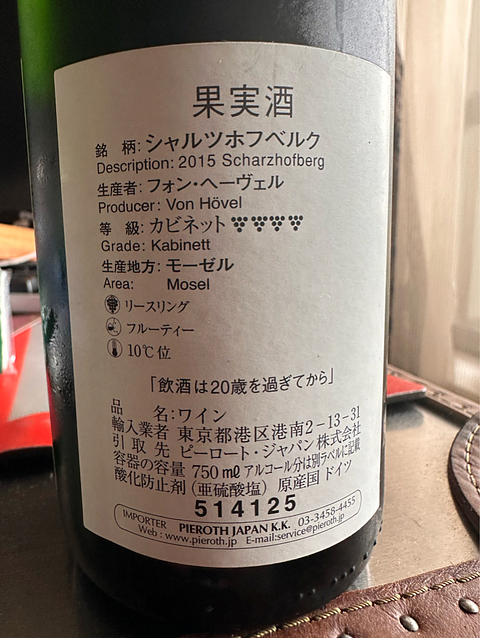 果実酒
銘 柄: シャルツホフベルク
Description: 2015 Scharzhofberg
生産者: フォン・ヘーヴェル
Producer: Von Hövel
等 級: カビネット
Grade: Kabinett
生産地方: モーゼル
Area: Mosel
リースリング
フルーティー
10℃位
「飲酒は20歳を過ぎてから」
品 名: ワイン
輸入業者 東京都港区港南2-13-31
引 取 先 ピーロート・ジャパン株式会社
容器の容量 750㎖ アルコール分は別ラベルに記載
酸化防止剤 (亜硫酸塩) 原産国 ドイツ
514125
IMPORTER PIEROTH JAPAN K.K. 03-3458-4455
Web : www.pieroth.jp E-mail:service@pieroth.jp